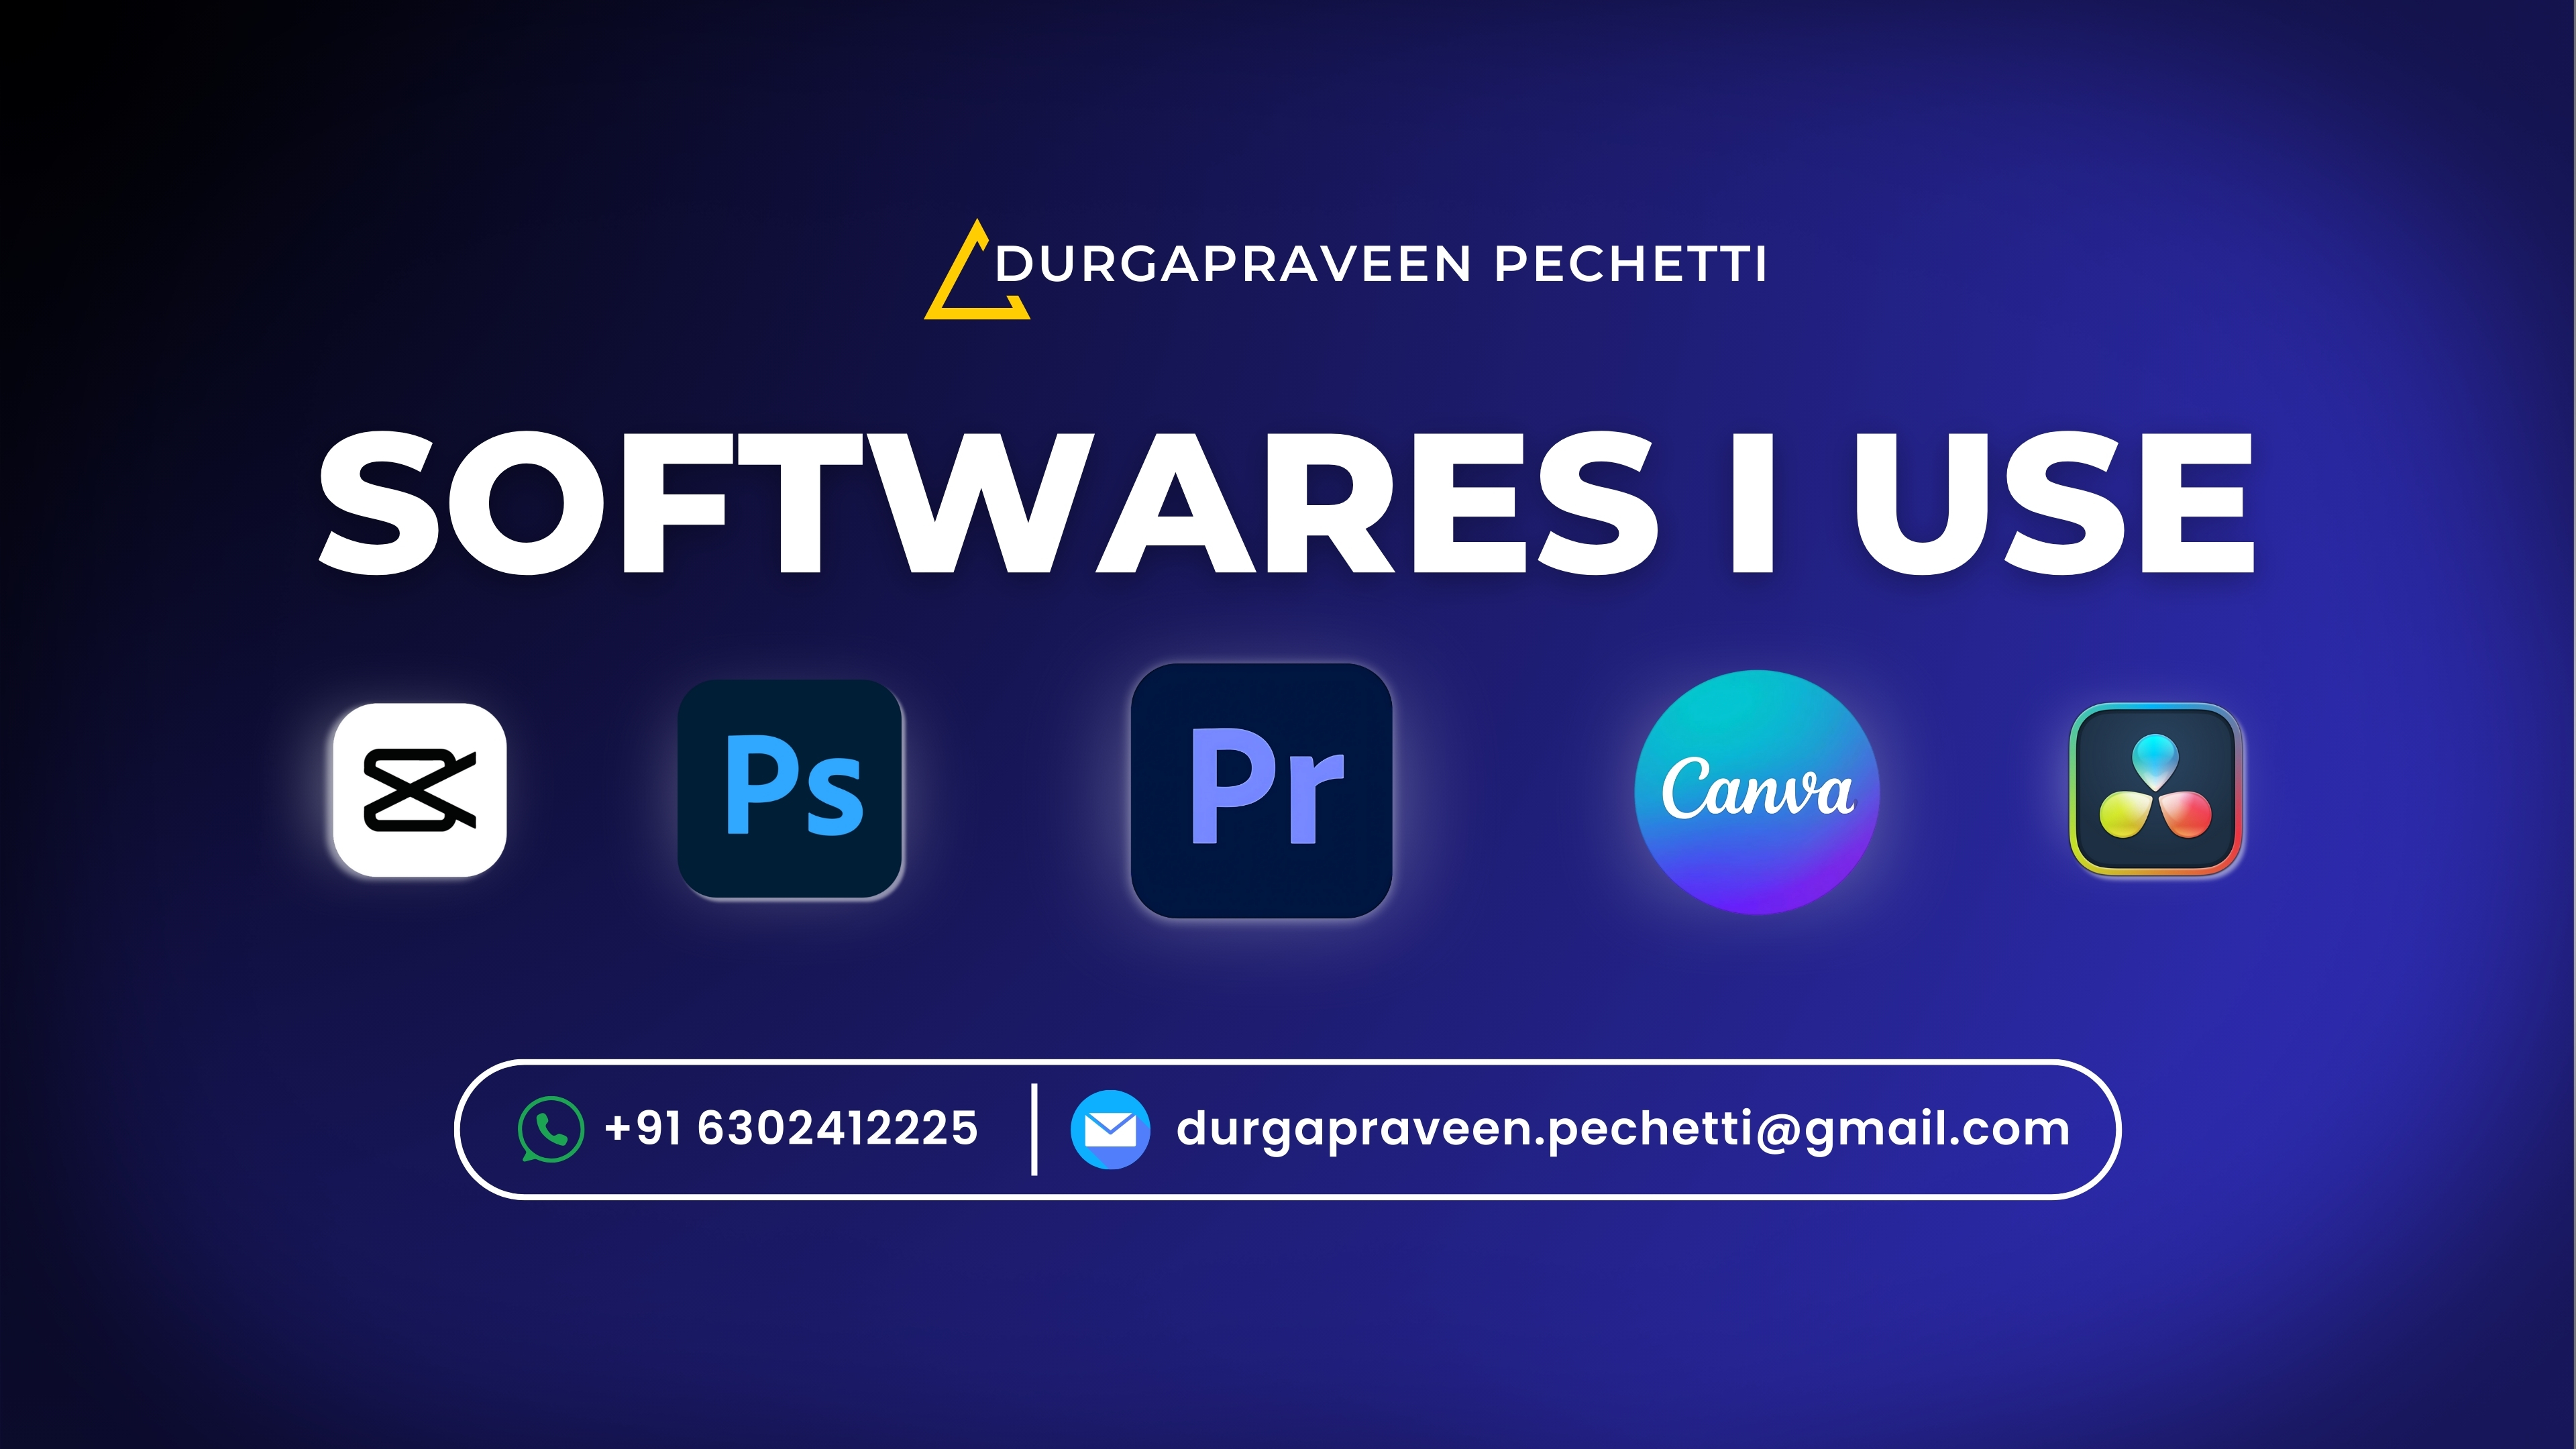 DURGAPRAVEEN PECHETTI
SOFTWARES I USE
Ps Pr Canva
+91 6302412225 | durgapraveen.pechetti@gmail.com